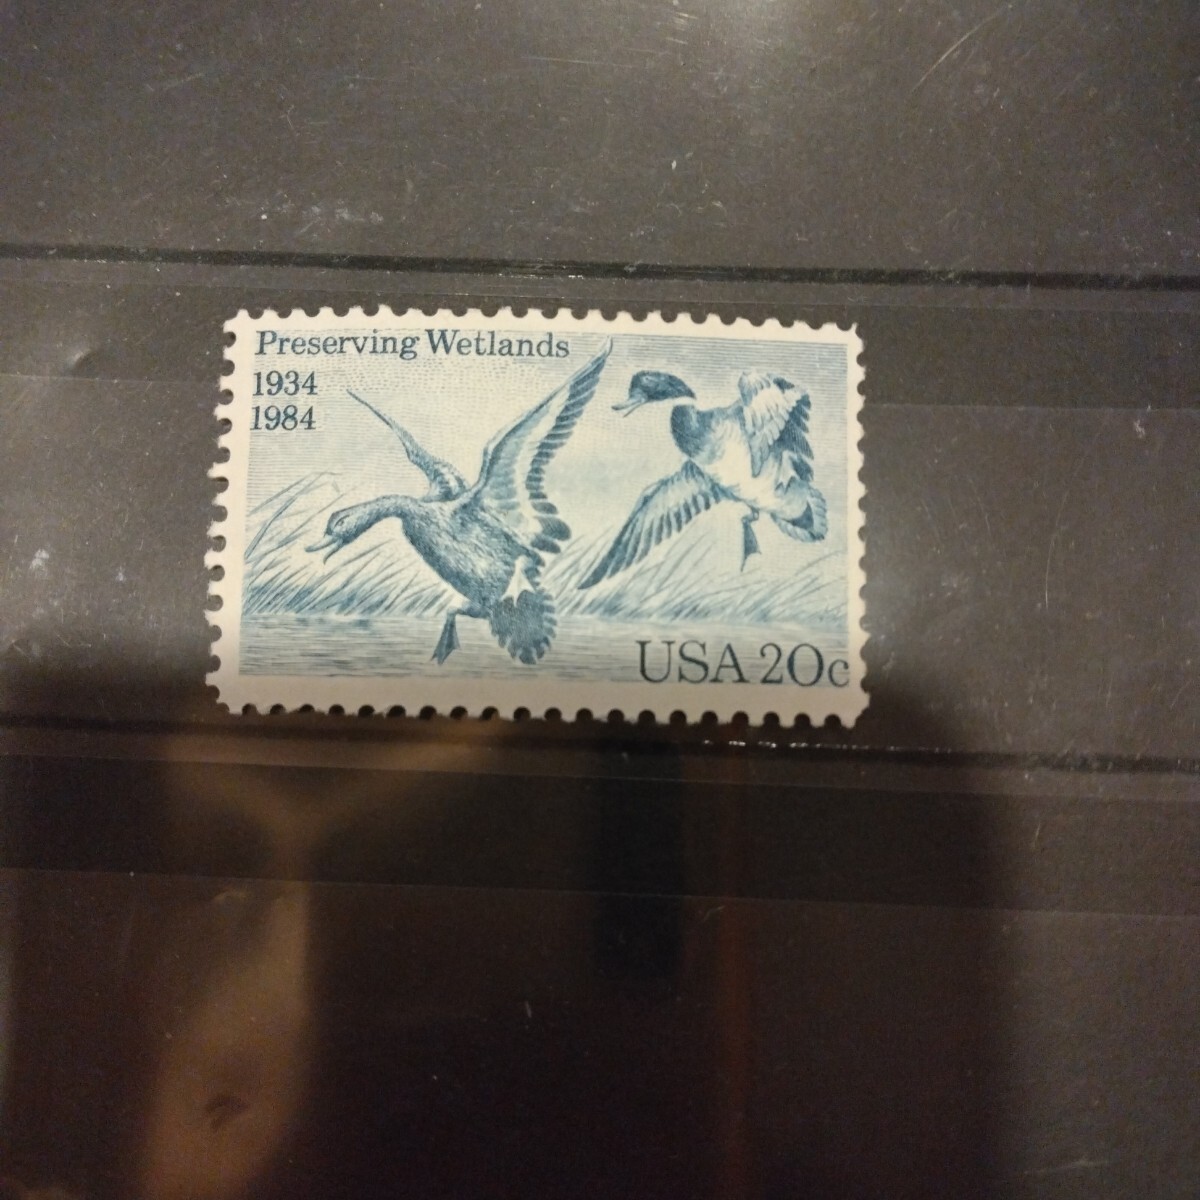 Preserving Wetlands
1934
1984
USA 20c